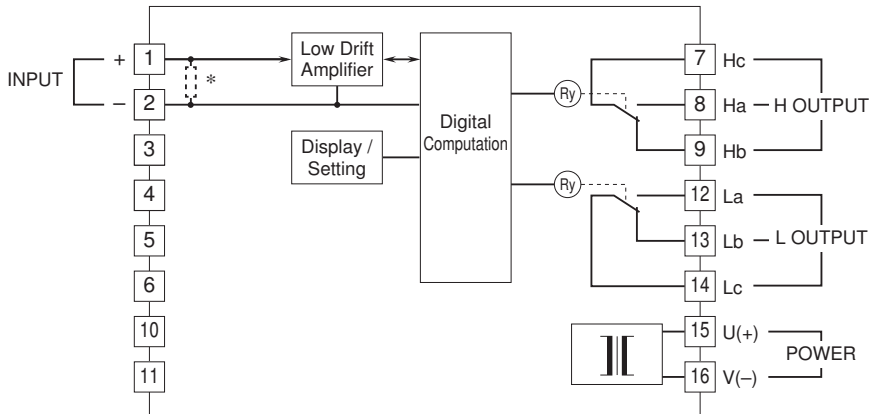 INPUT
+ 1
– 2
*
3
4
5
6
10
11
Low Drift
Amplifier
Display /
Setting
Digital
Computation
Ry
Ry
7 Hc
8 Ha H OUTPUT
9 Hb
12 La
13 Lb L OUTPUT
14 Lc
15 U(+)
POWER
16 V(–)